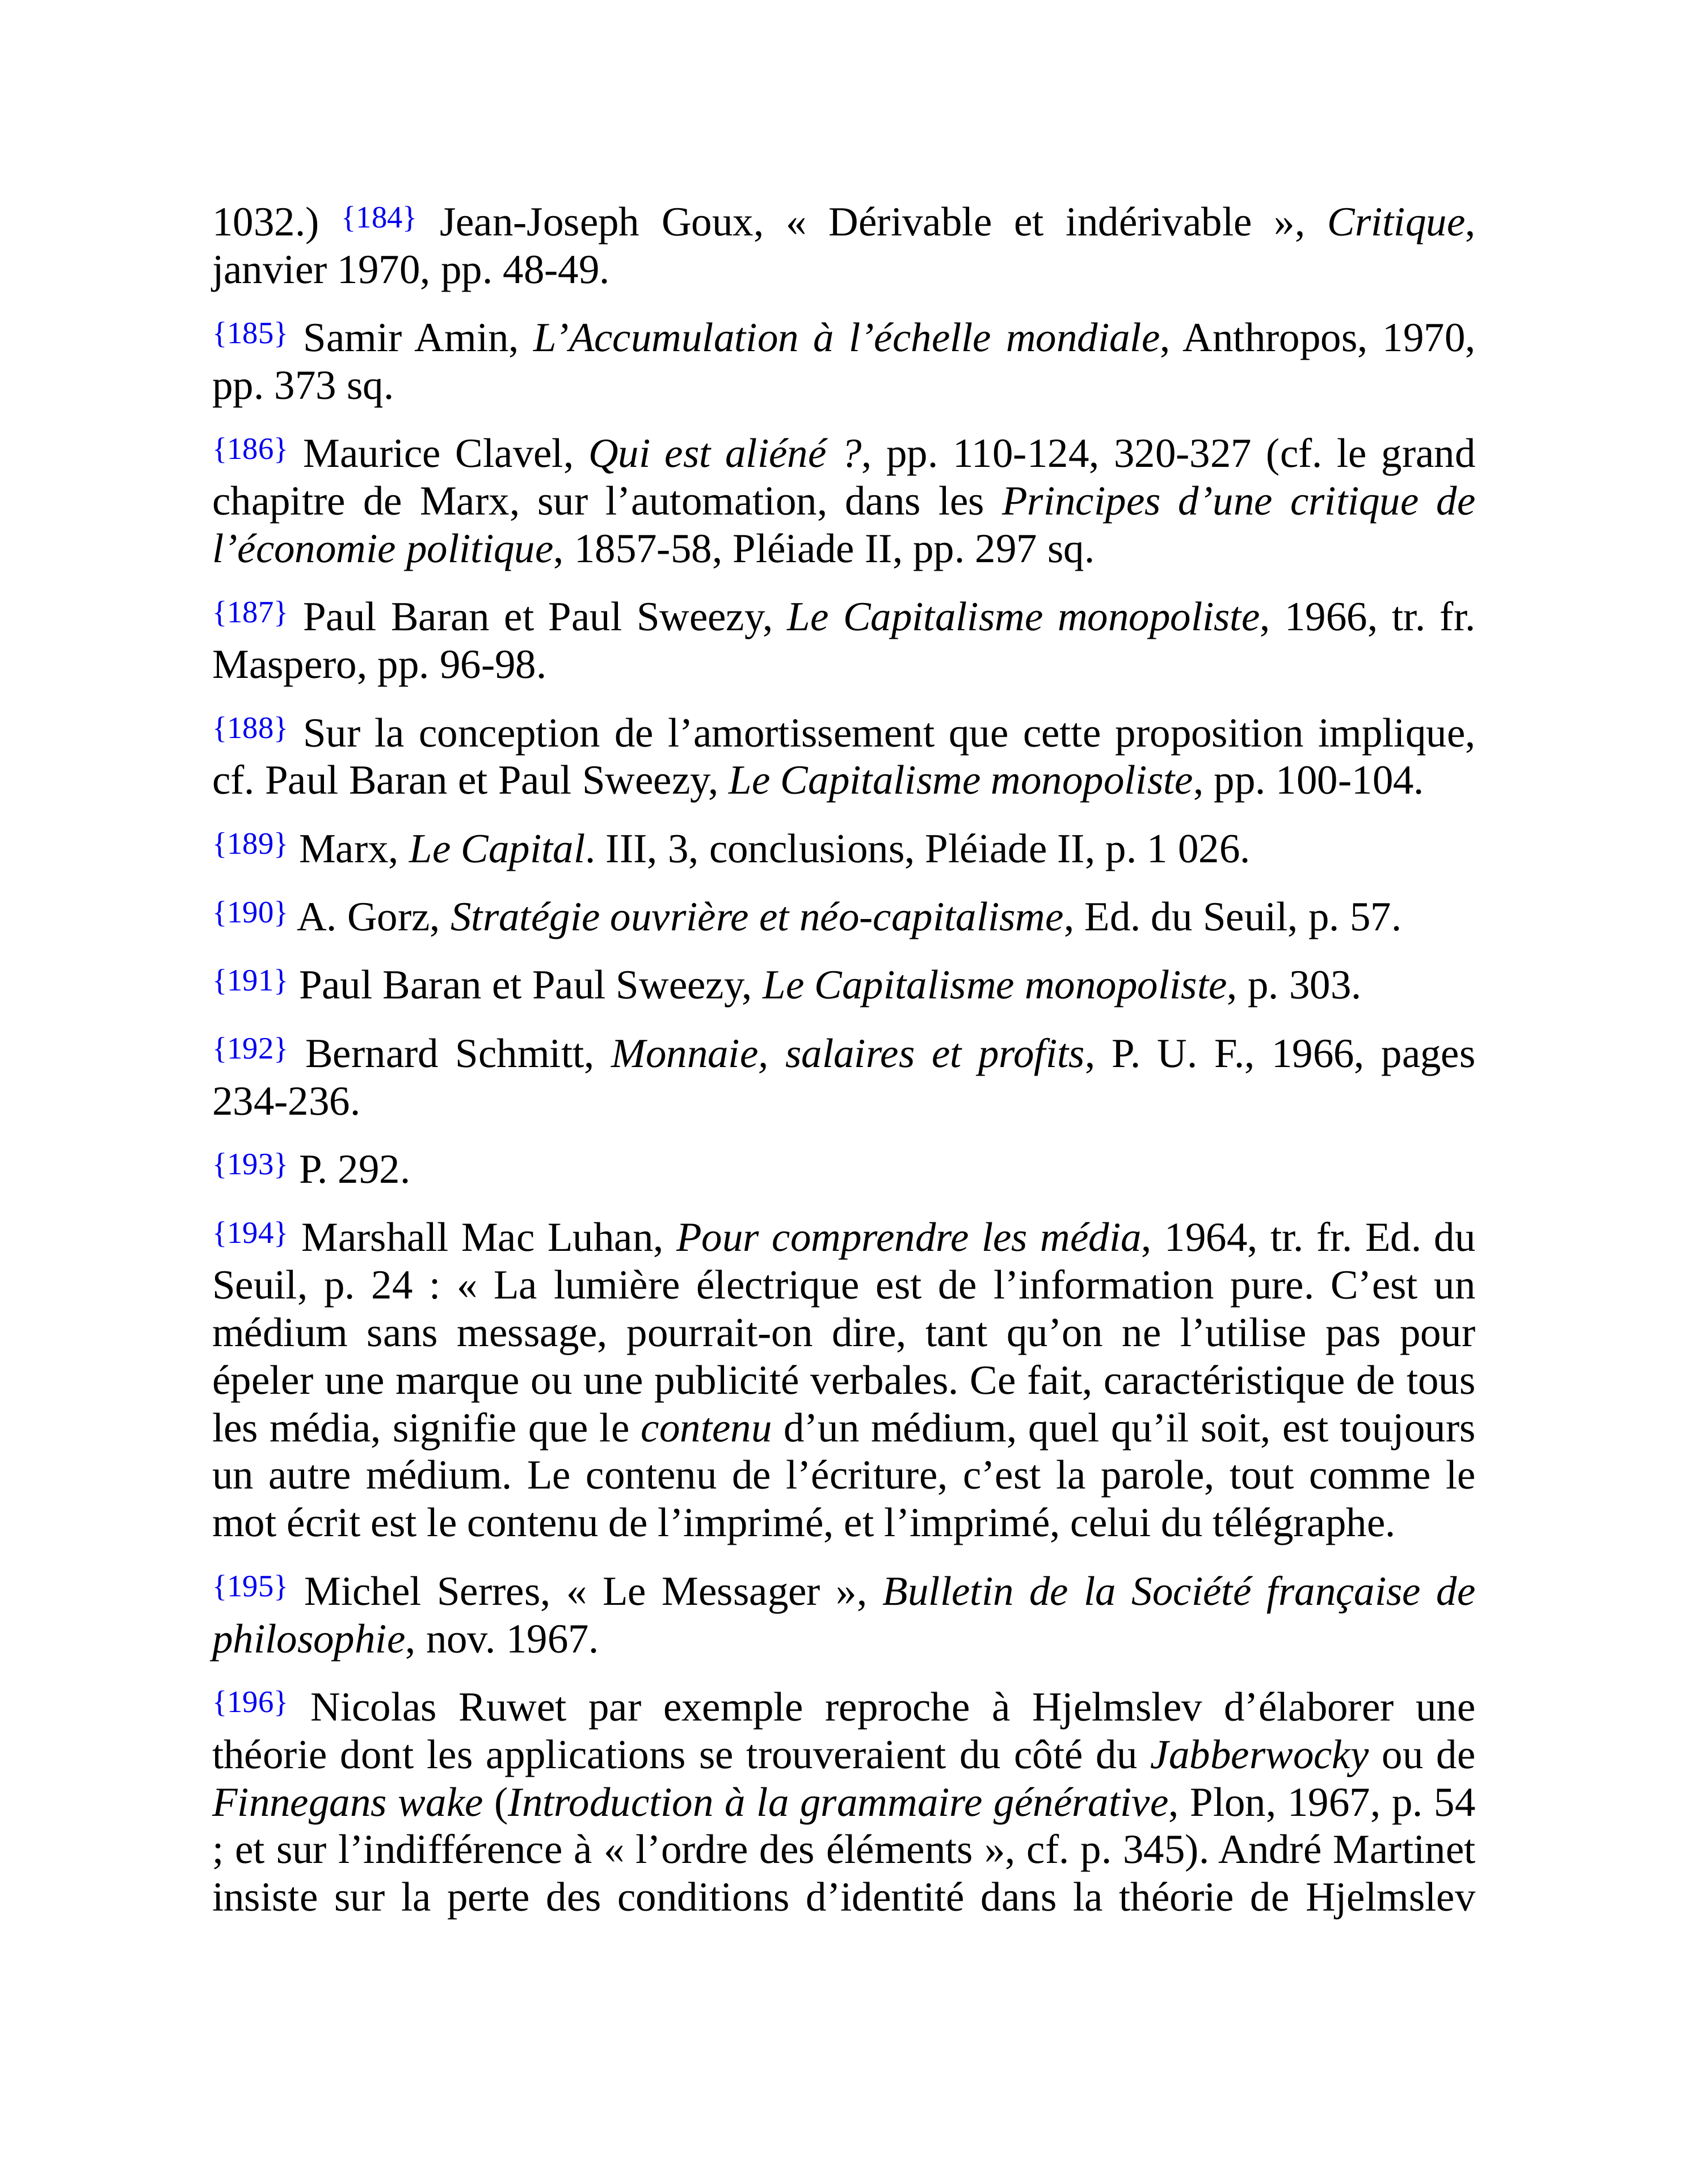 1032.) {184} Jean-Joseph Goux, « Dérivable et indérivable », Critique,
janvier 1970, pp. 48-49.
{185} Samir Amin, L’Accumulation à l’échelle mondiale, Anthropos, 1970,
pp. 373 sq.
{186} Maurice Clavel, Qui est aliéné ?, pp. 110-124, 320-327 (cf. le grand
chapitre de Marx, sur l’automation, dans les Principes d’une critique de
l’économie politique, 1857-58, Pléiade II, pp. 297 sq.
{187} Paul Baran et Paul Sweezy, Le Capitalisme monopoliste, 1966, tr. fr.
Maspero, pp. 96-98.
{188} Sur la conception de l’amortissement que cette proposition implique,
cf. Paul Baran et Paul Sweezy, Le Capitalisme monopoliste, pp. 100-104.
{189} Marx, Le Capital. III, 3, conclusions, Pléiade II, p. 1 026.
{190} A. Gorz, Stratégie ouvrière et néo-capitalisme, Ed. du Seuil, p. 57.
{191} Paul Baran et Paul Sweezy, Le Capitalisme monopoliste, p. 303.
{192} Bernard Schmitt, Monnaie, salaires et profits, P. U. F., 1966, pages
234-236.
{193} P. 292.
{194} Marshall Mac Luhan, Pour comprendre les média, 1964, tr. fr. Ed. du
Seuil, p. 24 : « La lumière électrique est de l’information pure. C’est un
médium sans message, pourrait-on dire, tant qu’on ne l’utilise pas pour
épeler une marque ou une publicité verbales. Ce fait, caractéristique de tous
les média, signifie que le contenu d’un médium, quel qu’il soit, est toujours
un autre médium. Le contenu de l’écriture, c’est la parole, tout comme le
mot écrit est le contenu de l’imprimé, et l’imprimé, celui du télégraphe.
{195} Michel Serres, « Le Messager », Bulletin de la Société française de
philosophie, nov. 1967.
{196} Nicolas Ruwet par exemple reproche à Hjelmslev d’élaborer une
théorie dont les applications se trouveraient du côté du Jabberwocky ou de
Finnegans wake (Introduction à la grammaire générative, Plon, 1967, p. 54
; et sur l’indifférence à « l’ordre des éléments », cf. p. 345). André Martinet
insiste sur la perte des conditions d’identité dans la théorie de Hjelmslev